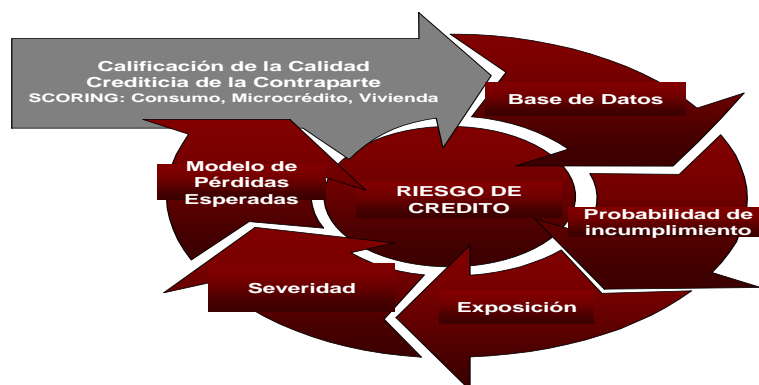 Calificación de la Calidad
Crediticia de la Contraparte
SCORING: Consumo, Microcrédito, Vivienda
Base de Datos
Modelo de
Pérdidas
Esperadas
RIESGO DE
CREDITO
Probabilidad de
incumplimiento
Severidad
Exposición